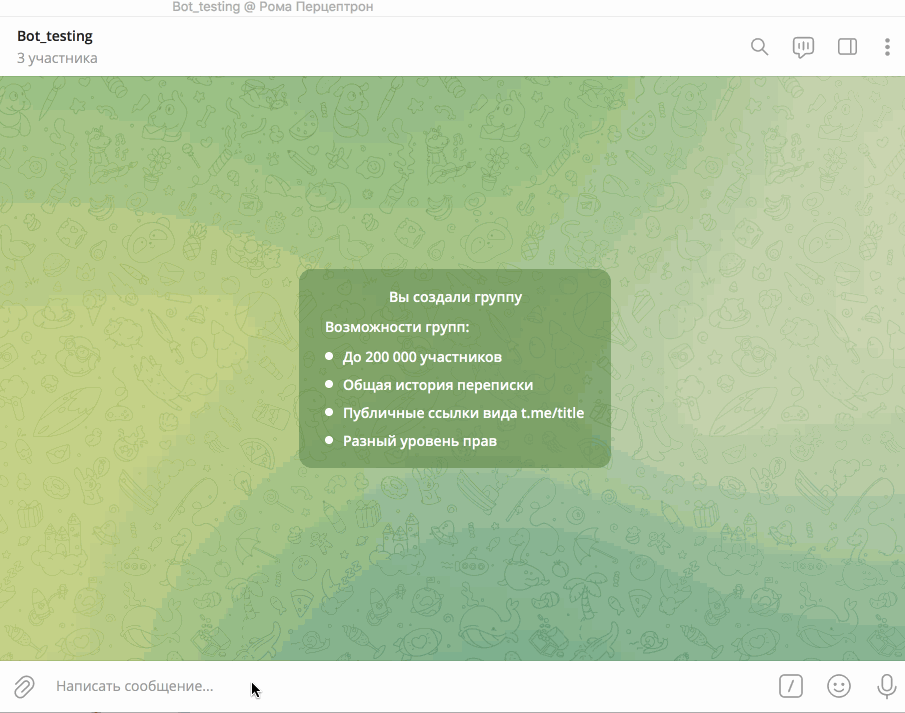 Bot_testing @ Рома Перцептрон
Bot_testing
3 участника
Вы создали группу
Возможности групп:
До 200 000 участников
Общая история переписки
Публичные ссылки вида t.me/title
Разный уровень прав
Написать сообщение...